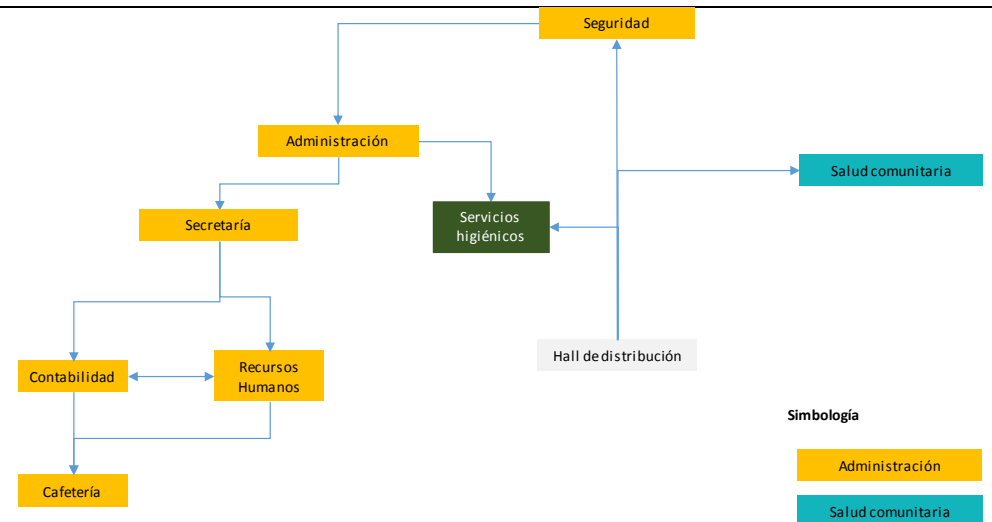 Seguridad
Administración
Salud comunitaria
Servicios
higiénicos
Secretaría
Hall de distribución
Recursos
Humanos
Contabilidad
Simbología
Administración
Cafetería
Salud comunitaria